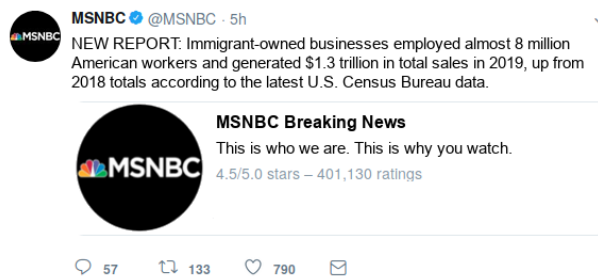 MSNBC @MSNBC · 5h
MSNBC
NEW REPORT: Immigrant-owned businesses employed almost 8 million
American workers and generated $1.3 trillion in total sales in 2019, up from
2018 totals according to the latest U.S. Census Bureau data.
MSNBC
MSNBC Breaking News
This is who we are. This is why you watch.
4.5/5.0 stars – 401,130 ratings
57 133 790